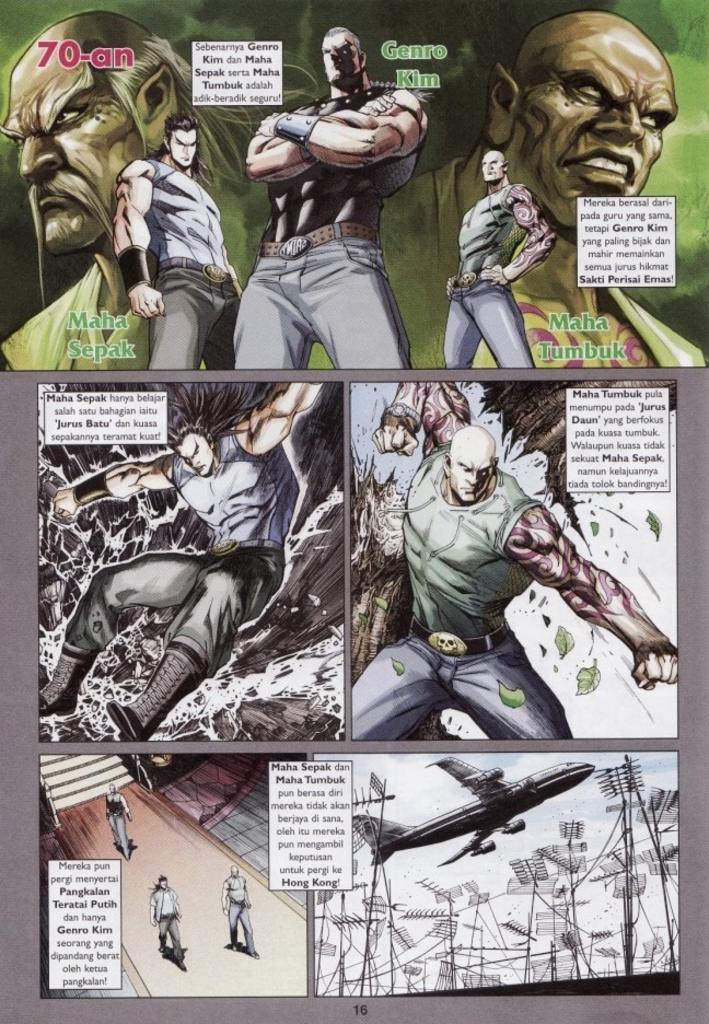 70-an
Sebenarnya Genro
Kim dan Maha
Sepak serta Maha
Tumbuk adalah
adik-beradik seguru!
Genro
Kim
Mereka berasal dari-
pada guru yang sama,
tetapi Genro Kim
yang paling bijak dan
mahir memainkan
semua jurus hikmat
Sakti Perisai Emas!
Maha
Sepak
Maha
Tumbuk
Maha Sepak hanya belajar
salah satu bahagian iaitu
'Jurus Batu' dan kuasa
sepakannya teramat kuat!
Maha Tumbuk pula
menumpu pada 'Jurus
Daun' yang berfokus
pada kuasa tumbuk.
Walaupun kuasa tidak
sekuat Maha Sepak,
namun kelajuannya
tiada tolok bandingnya!
Mereka pun
pergi menyertai
Pangkalan
Teratai Putih
dan hanya
Genro Kim
seorang yang
dipandang berat
oleh ketua
pangkalan!
Maha Sepak dan
Maha Tumbuk
pun berasa diri
mereka tidak akan
berjaya di sana,
oleh itu mereka
pun mengambil
keputusan
untuk pergi ke
Hong Kong!
16